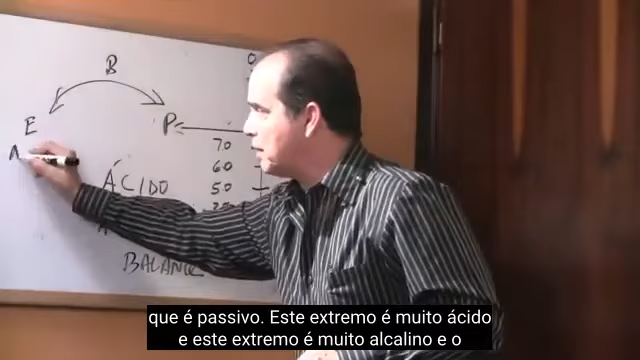 B
E
P
A
7.0
6.0
5.0
ÁCIDO
BALANCE
que é passivo. Este extremo é muito ácido
e este extremo é muito alcalino e o